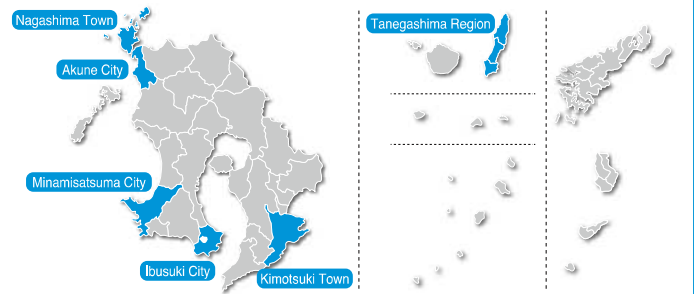 Nagashima Town
Tanegashima Region
Akune City
Minamisatsuma City
Ibusuki City
Kimotsuki Town